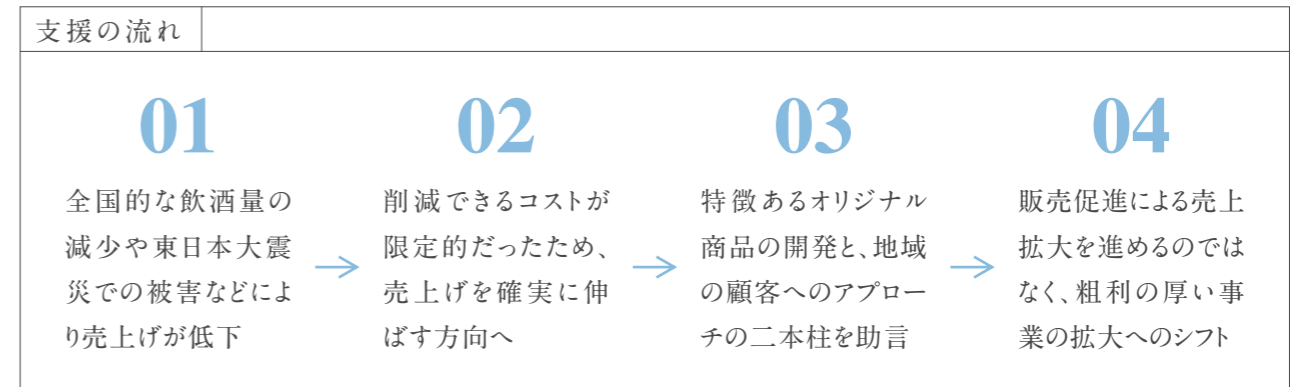 支援の流れ
01
全国的な飲酒量の
減少や東日本大震
災での被害などによ
り売上げが低下
02
削減できるコストが
限定的だったため、
売上げを確実に伸
ばす方向へ
03
特徴あるオリジナル
商品の開発と、地域
の顧客へのアプロー
チの二本柱を助言
04
販売促進による売上
拡大を進めるのでは
なく、粗利の厚い事
業の拡大へのシフト